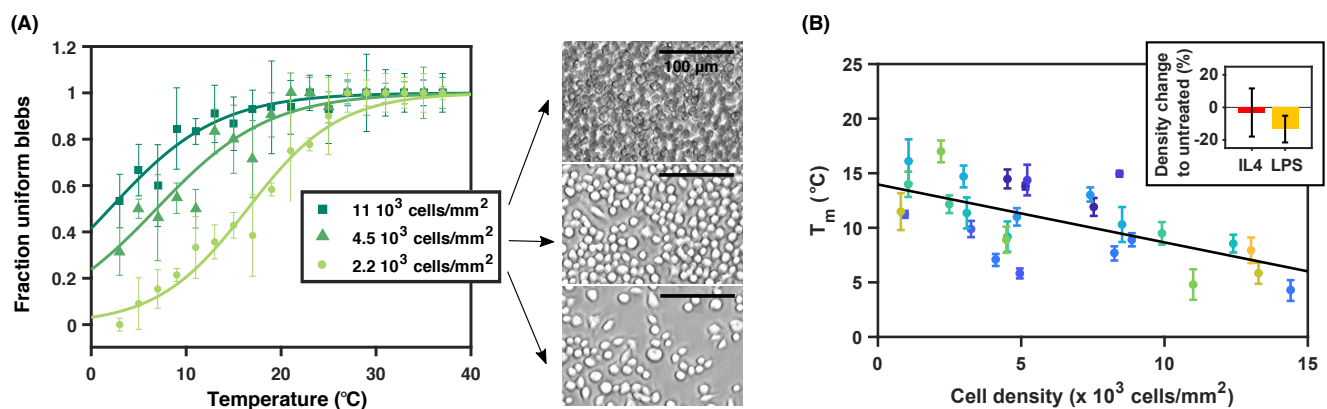 (A)
Fraction uniform blebs
1.2
1
0.8
0.6
0.4
0.2
0
0
10
20
30
40
Temperature (°C)
11 10³ cells/mm²
4.5 10³ cells/mm²
2.2 10³ cells/mm²
100 µm
(B)
Tₘ (°C)
25
20
15
10
5
0
0
5
10
15
Cell density (x 10³ cells/mm²)
Density change
to untreated (%)
20
0
-20
IL4 LPS